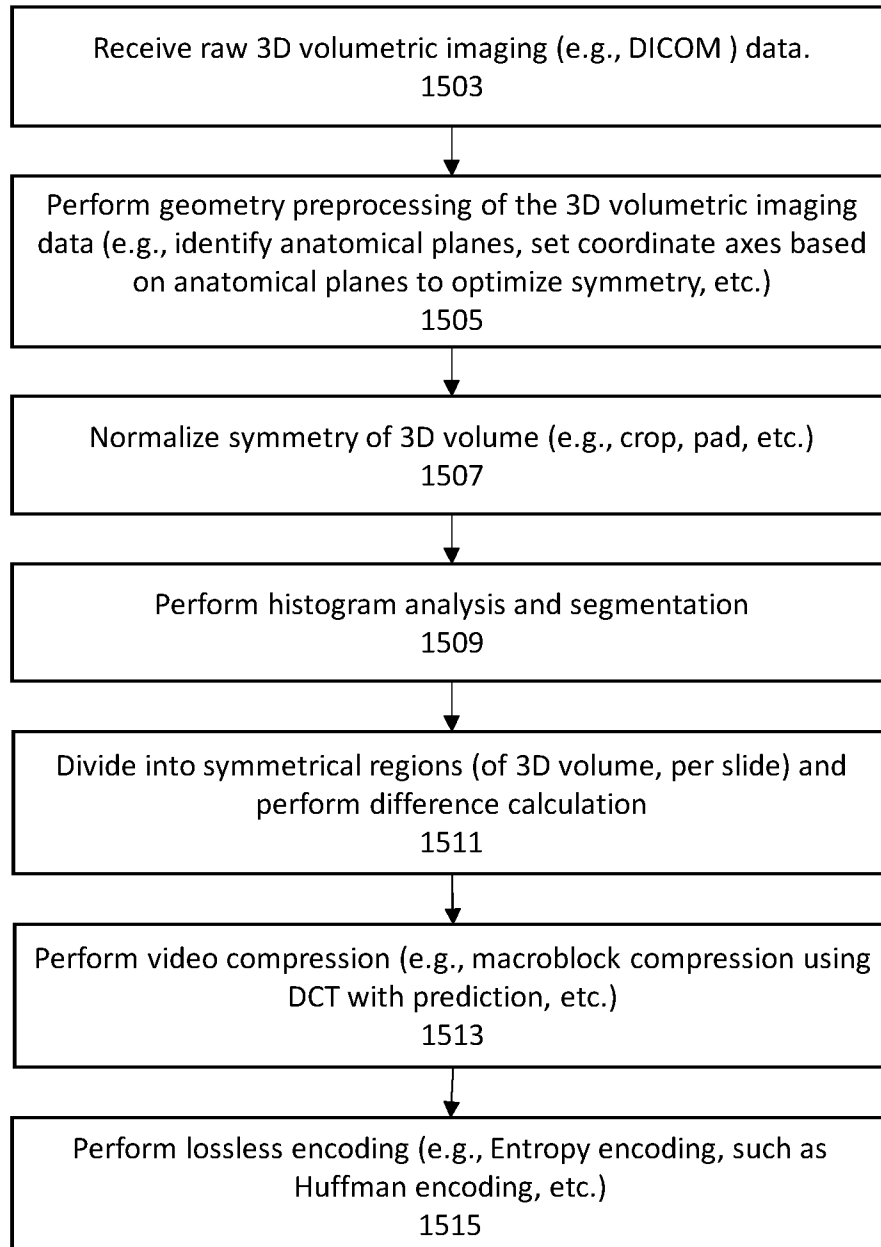 Receive raw 3D volumetric imaging (e.g., DICOM ) data.
1503
Perform geometry preprocessing of the 3D volumetric imaging
data (e.g., identify anatomical planes, set coordinate axes based
on anatomical planes to optimize symmetry, etc.)
1505
Normalize symmetry of 3D volume (e.g., crop, pad, etc.)
1507
Perform histogram analysis and segmentation
1509
Divide into symmetrical regions (of 3D volume, per slide) and
perform difference calculation
1511
Perform video compression (e.g., macroblock compression using
DCT with prediction, etc.)
1513
Perform lossless encoding (e.g., Entropy encoding, such as
Huffman encoding, etc.)
1515